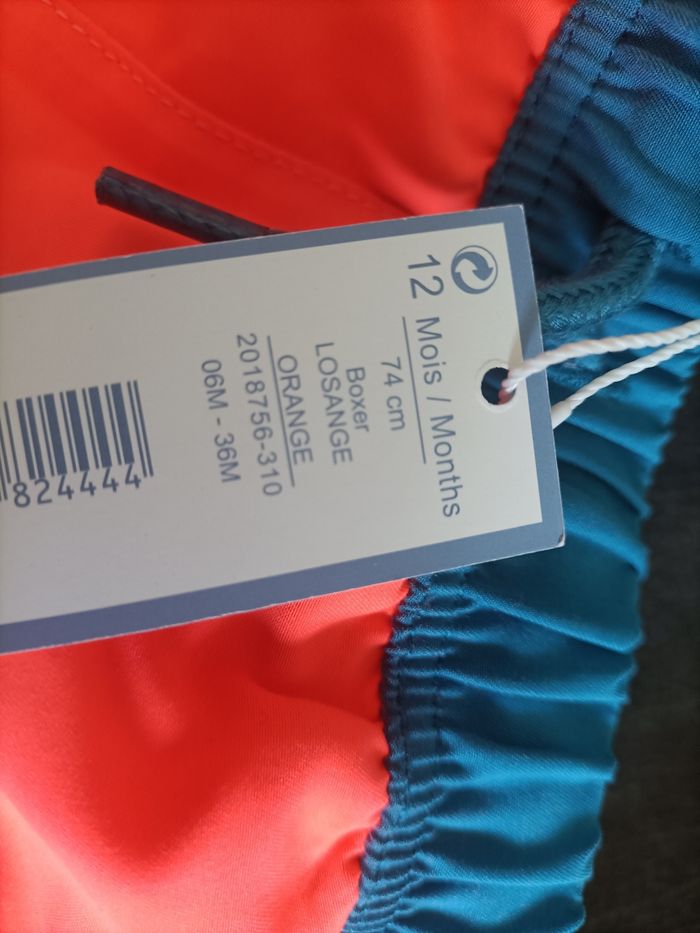 12 Mois / Months
74 cm
Boxer
LOSANGE
ORANGE
2018756-310
06M - 36M
824444